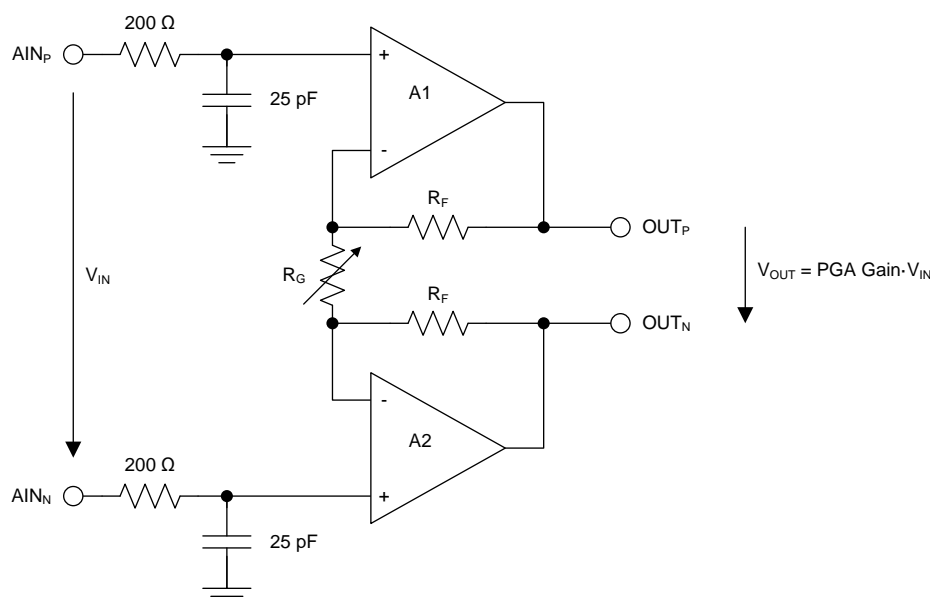 200 Ω
AINP
+
A1
25 pF
-
RF
OUTP
VIN
RG
VOUT = PGA Gain·VIN
RF
OUTN
-
A2
200 Ω
AINN
+
25 pF